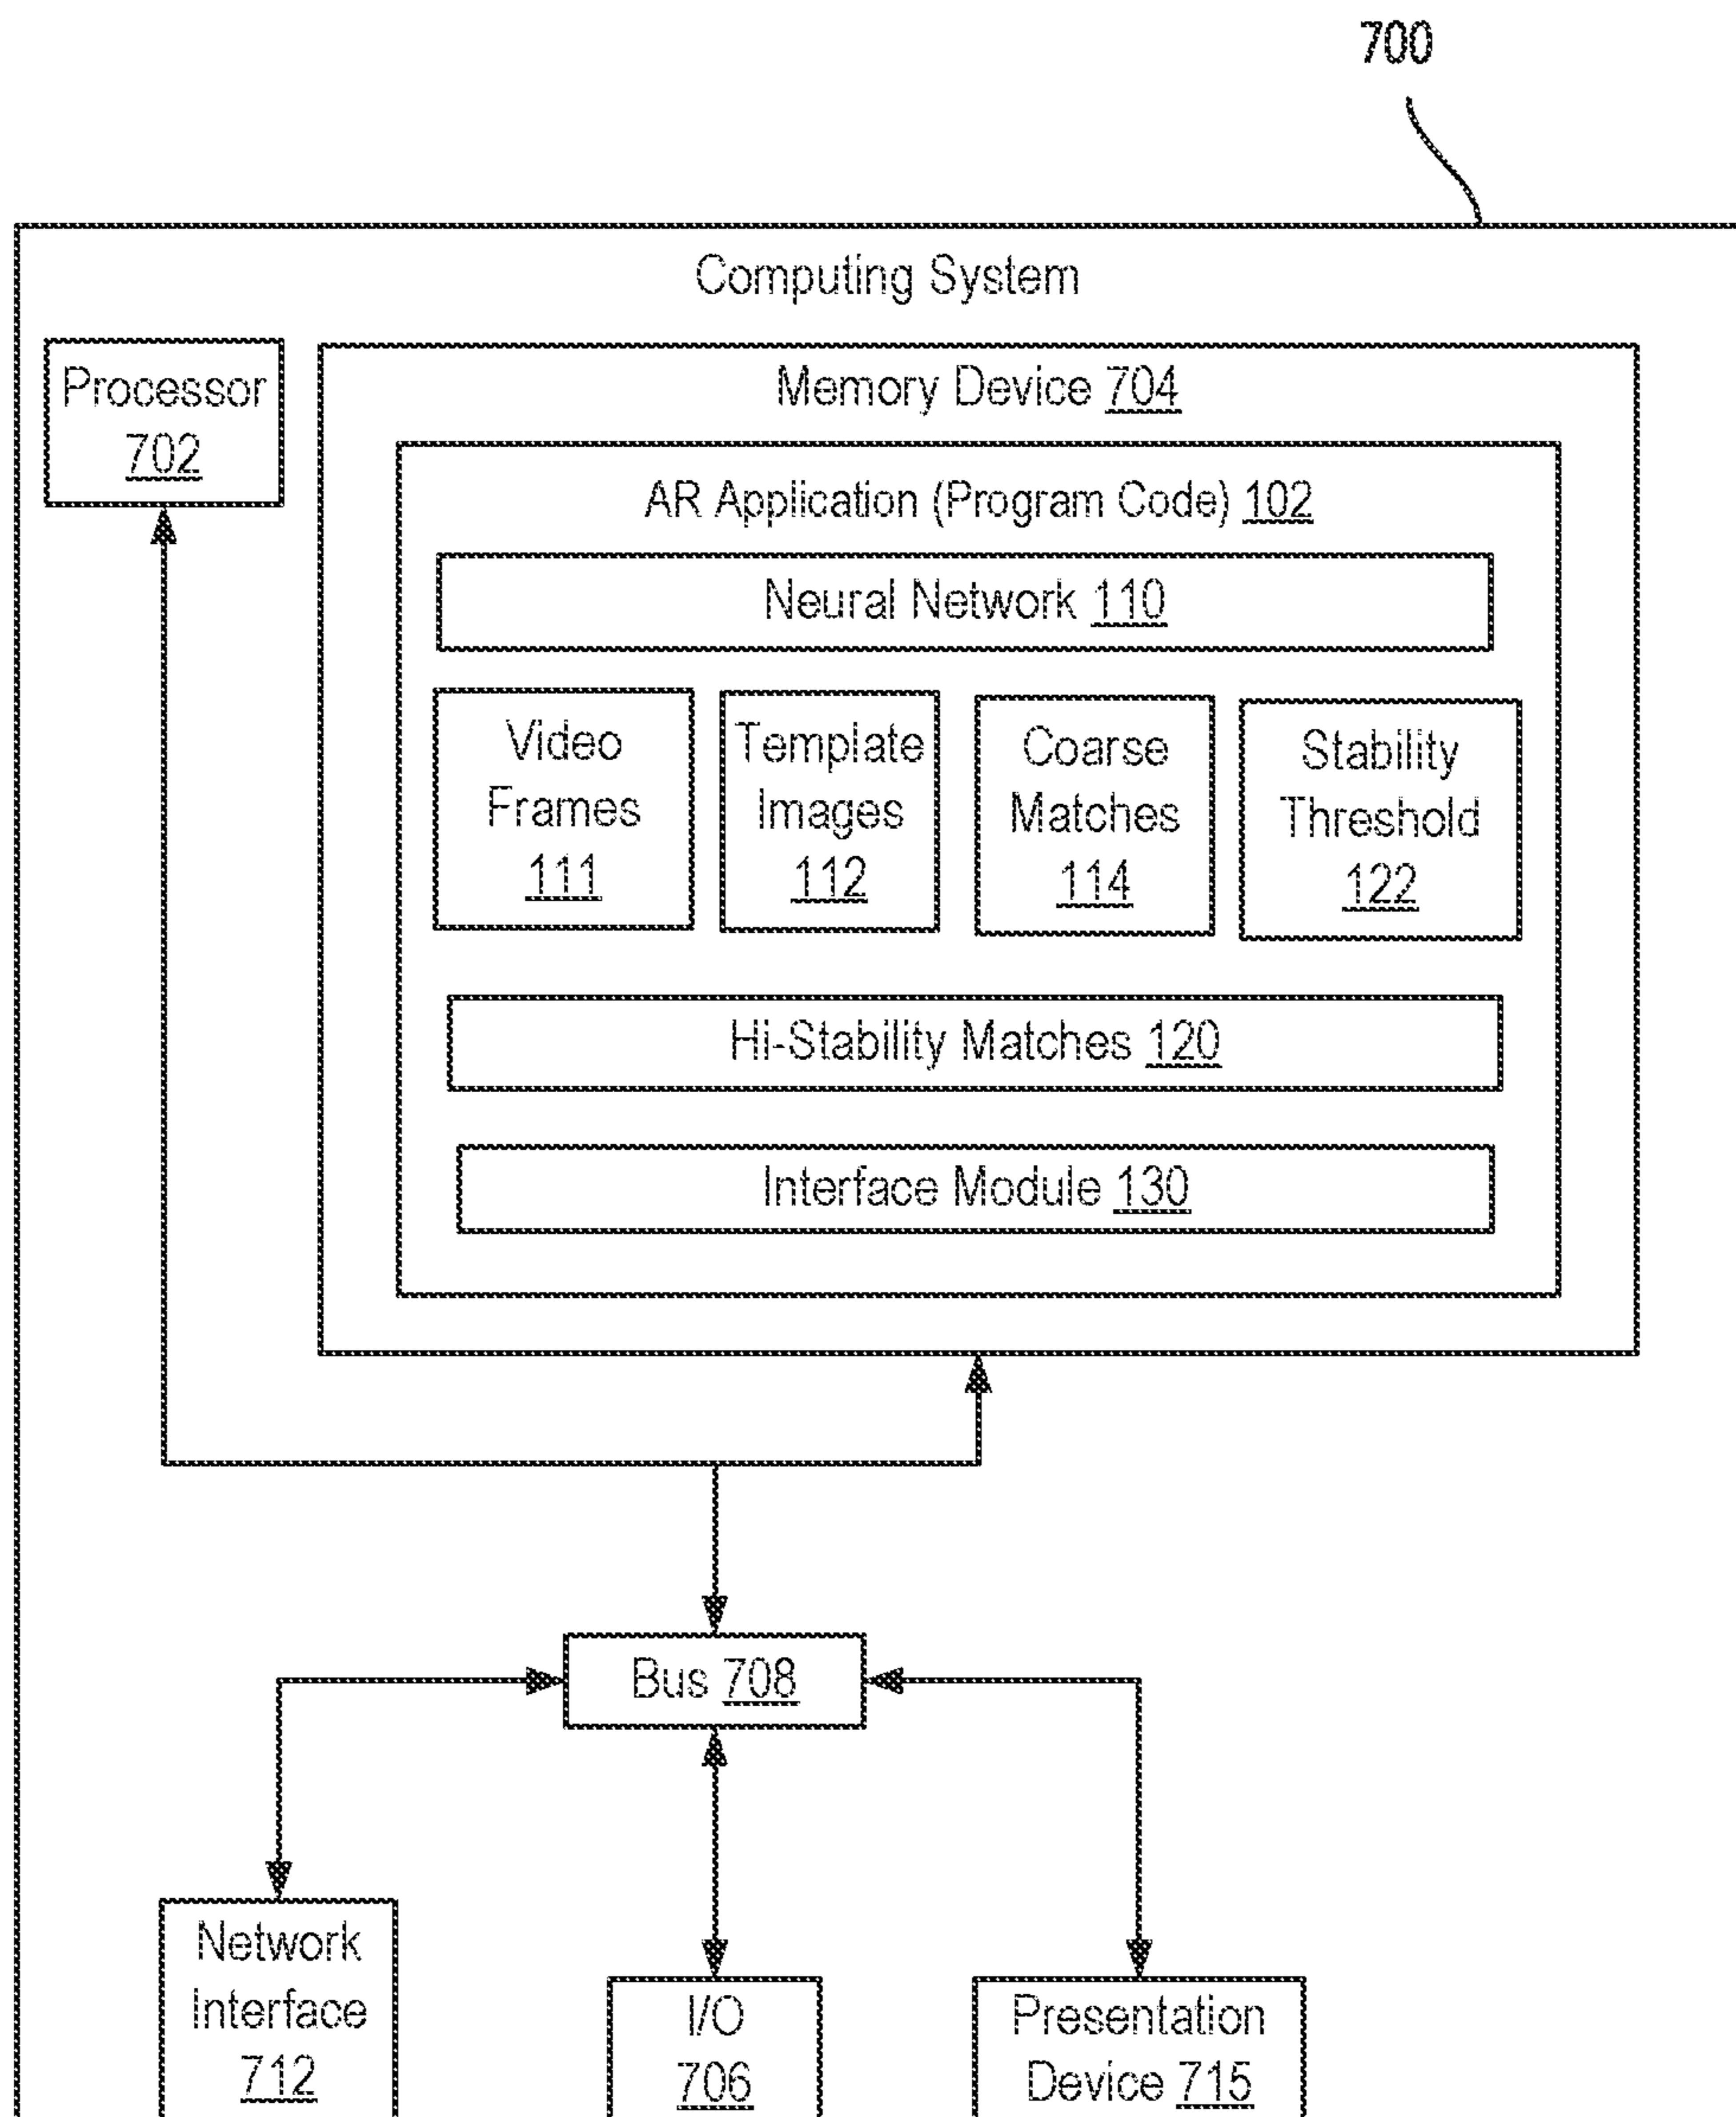 700
Computing System
Processor
702
Memory Device 704
AR Application (Program Code) 102
Neural Network 110
Video
Frames
111
Template
Images
112
Coarse
Matches
114
Stability
Threshold
122
Hi-Stability Matches 120
Interface Module 130
Bus 708
Network
Interface
712
I/O
706
Presentation
Device 715